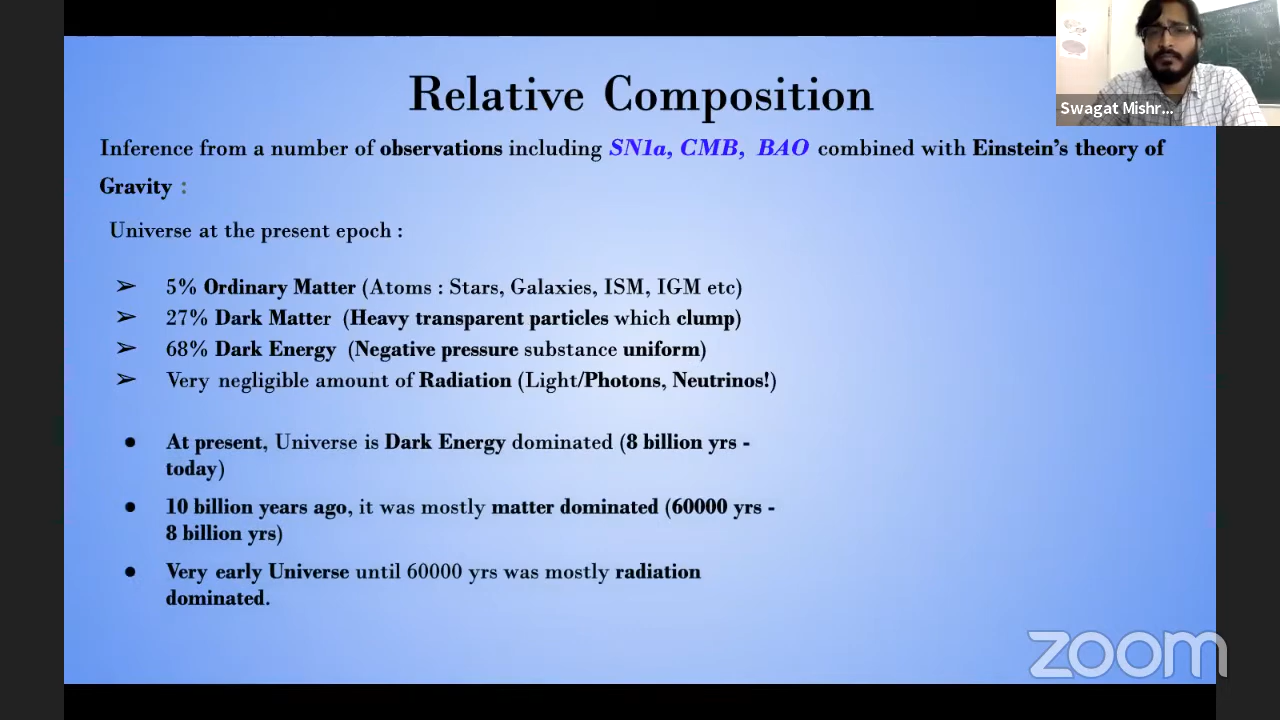 Relative Composition
Swagat Mishr...
Inference from a number of observations including SN1a, CMB, BAO combined with Einstein's theory of
Gravity :
Universe at the present epoch :
➢ 5% Ordinary Matter (Atoms : Stars, Galaxies, ISM, IGM etc)
➢ 27% Dark Matter (Heavy transparent particles which clump)
➢ 68% Dark Energy (Negative pressure substance uniform)
➢ Very negligible amount of Radiation (Light/Photons, Neutrinos!)
● At present, Universe is Dark Energy dominated (8 billion yrs -
today)
● 10 billion years ago, it was mostly matter dominated (60000 yrs -
8 billion yrs)
● Very early Universe until 60000 yrs was mostly radiation
dominated.
zoom